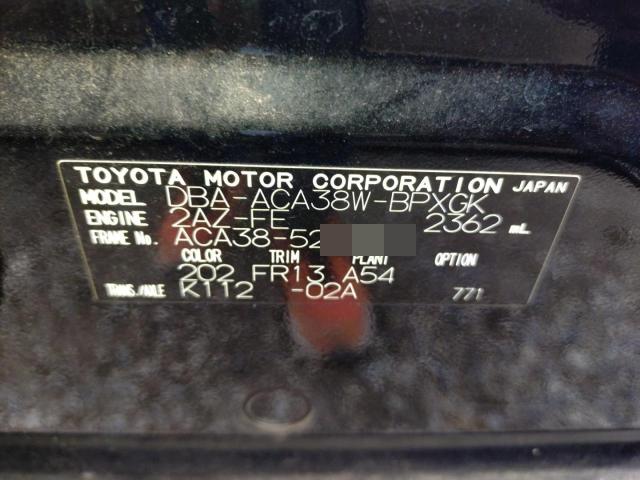 TOYOTA MOTOR CORPORATION JAPAN
MODEL DBA-ACA38W-BPXGK
ENGINE 2AZ-FE 2362 mL
FRAME No. ACA38-52
COLOR TRIM PLANT OPTION
202 FR13 A54
TRANS./AXLE K112 -02A 771